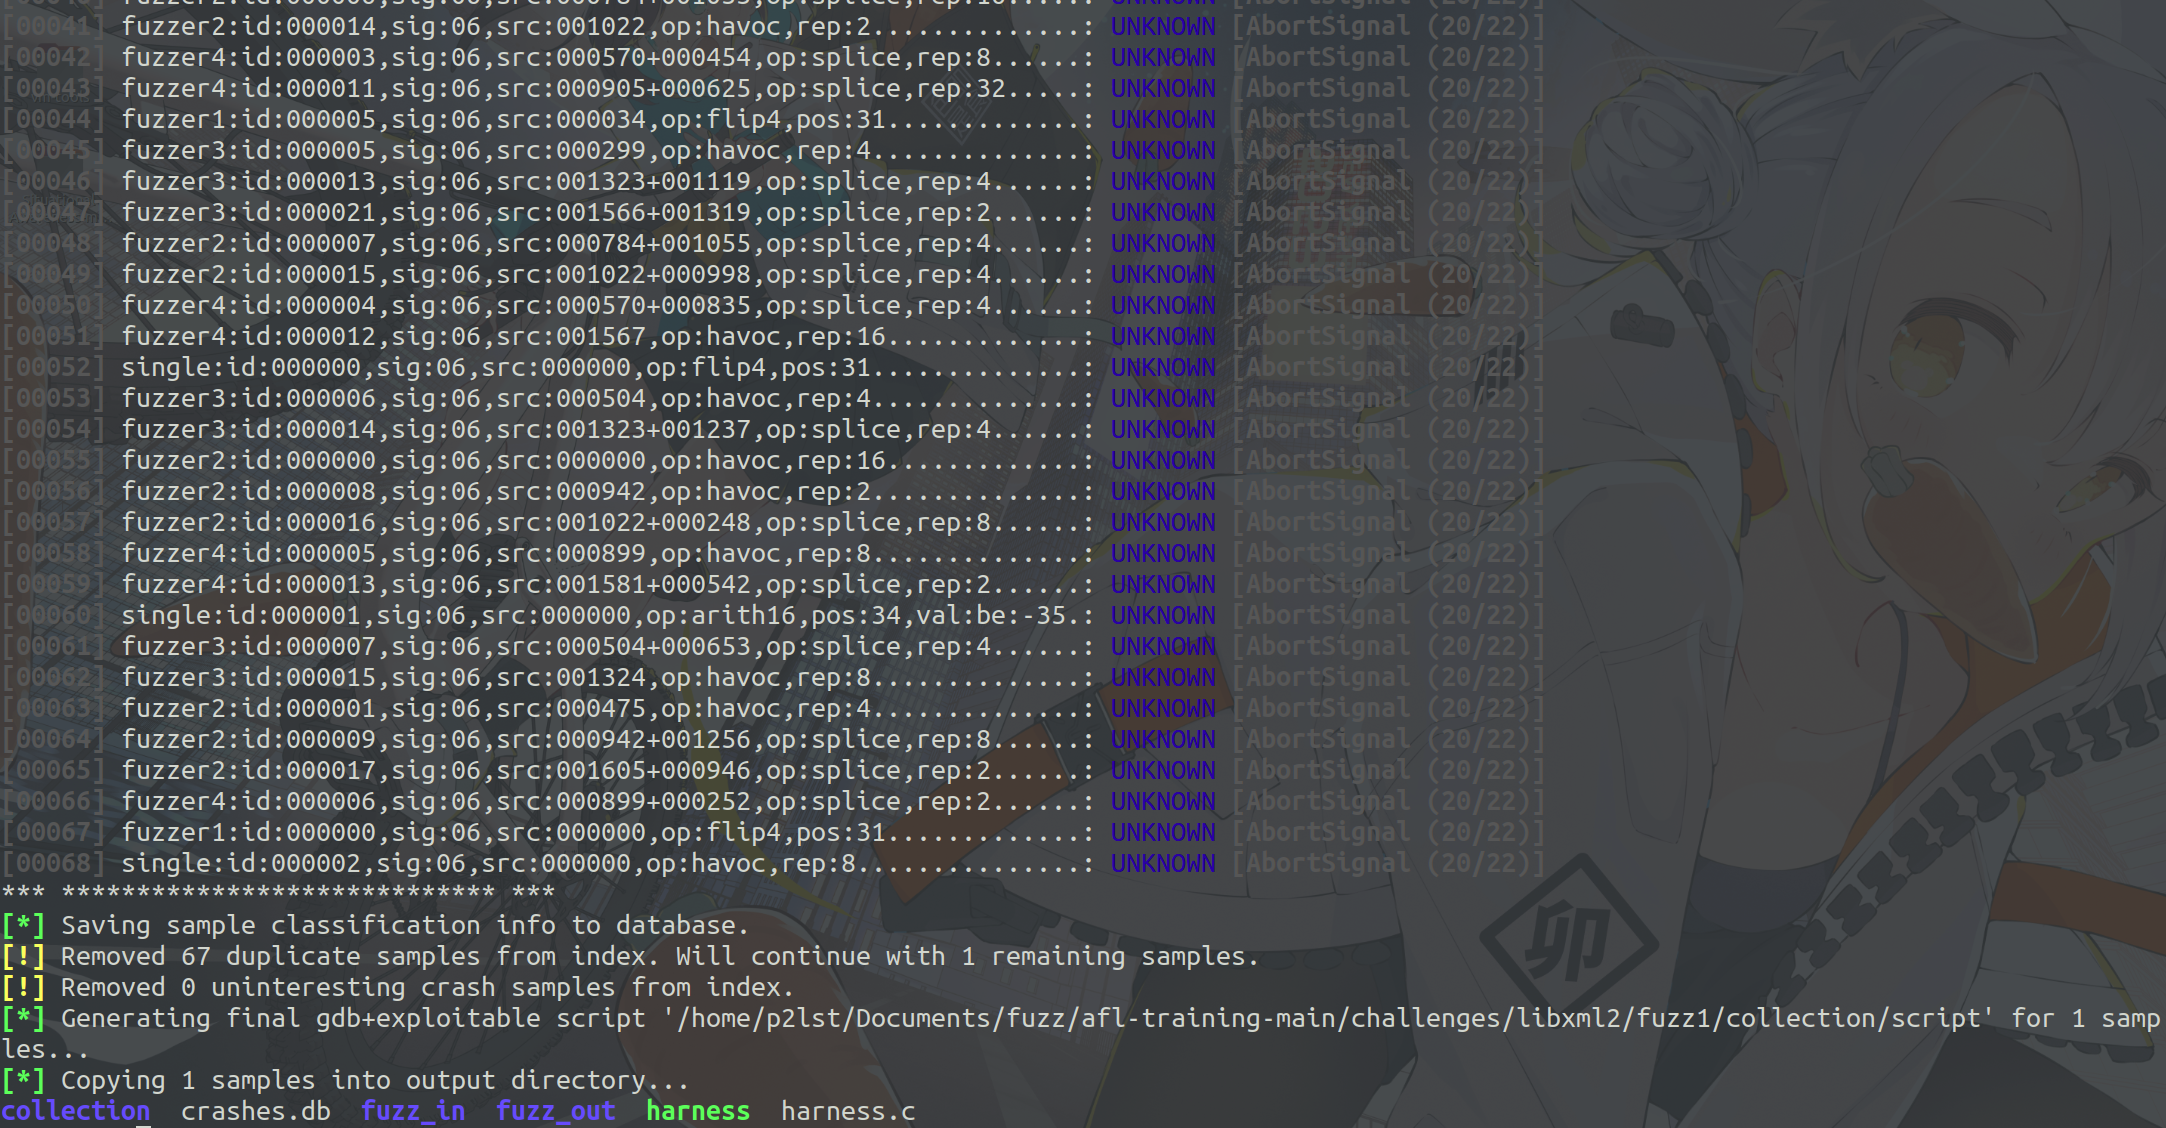 [00041] fuzzer2:id:000014,sig:06,src:001022,op:havoc,rep:2..............: UNKNOWN [AbortSignal (20/22)]
[00042] fuzzer4:id:000003,sig:06,src:000570+000454,op:splice,rep:8......: UNKNOWN [AbortSignal (20/22)]
[00043] fuzzer4:id:000011,sig:06,src:000905+000625,op:splice,rep:32.....: UNKNOWN [AbortSignal (20/22)]
[00044] fuzzer1:id:000005,sig:06,src:000034,op:flip4,pos:31.............: UNKNOWN [AbortSignal (20/22)]
[00045] fuzzer3:id:000005,sig:06,src:000299,op:havoc,rep:4..............: UNKNOWN [AbortSignal (20/22)]
[00046] fuzzer3:id:000013,sig:06,src:001323+001119,op:splice,rep:4......: UNKNOWN [AbortSignal (20/22)]
[00047] fuzzer3:id:000021,sig:06,src:001566+001319,op:splice,rep:2......: UNKNOWN [AbortSignal (20/22)]
[00048] fuzzer2:id:000007,sig:06,src:000784+001055,op:splice,rep:4......: UNKNOWN [AbortSignal (20/22)]
[00049] fuzzer2:id:000015,sig:06,src:001022+000998,op:splice,rep:4......: UNKNOWN [AbortSignal (20/22)]
[00050] fuzzer4:id:000004,sig:06,src:000570+000835,op:splice,rep:4......: UNKNOWN [AbortSignal (20/22)]
[00051] fuzzer4:id:000012,sig:06,src:001567,op:havoc,rep:16.............: UNKNOWN [AbortSignal (20/22)]
[00052] single:id:000000,sig:06,src:000000,op:flip4,pos:31..............: UNKNOWN [AbortSignal (20/22)]
[00053] fuzzer3:id:000006,sig:06,src:000504,op:havoc,rep:4..............: UNKNOWN [AbortSignal (20/22)]
[00054] fuzzer3:id:000014,sig:06,src:001323+001237,op:splice,rep:4......: UNKNOWN [AbortSignal (20/22)]
[00055] fuzzer2:id:000000,sig:06,src:000000,op:havoc,rep:16.............: UNKNOWN [AbortSignal (20/22)]
[00056] fuzzer2:id:000008,sig:06,src:000942,op:havoc,rep:2..............: UNKNOWN [AbortSignal (20/22)]
[00057] fuzzer2:id:000016,sig:06,src:001022+000248,op:splice,rep:8......: UNKNOWN [AbortSignal (20/22)]
[00058] fuzzer4:id:000005,sig:06,src:000899,op:havoc,rep:8..............: UNKNOWN [AbortSignal (20/22)]
[00059] fuzzer4:id:000013,sig:06,src:001581+000542,op:splice,rep:2......: UNKNOWN [AbortSignal (20/22)]
[00060] single:id:000001,sig:06,src:000000,op:arith16,pos:34,val:be:-35.: UNKNOWN [AbortSignal (20/22)]
[00061] fuzzer3:id:000007,sig:06,src:000504+000653,op:splice,rep:4......: UNKNOWN [AbortSignal (20/22)]
[00062] fuzzer3:id:000015,sig:06,src:001324,op:havoc,rep:8..............: UNKNOWN [AbortSignal (20/22)]
[00063] fuzzer2:id:000001,sig:06,src:000475,op:havoc,rep:4..............: UNKNOWN [AbortSignal (20/22)]
[00064] fuzzer2:id:000009,sig:06,src:000942+001256,op:splice,rep:8......: UNKNOWN [AbortSignal (20/22)]
[00065] fuzzer2:id:000017,sig:06,src:001605+000946,op:splice,rep:2......: UNKNOWN [AbortSignal (20/22)]
[00066] fuzzer4:id:000006,sig:06,src:000899+000252,op:splice,rep:2......: UNKNOWN [AbortSignal (20/22)]
[00067] fuzzer1:id:000000,sig:06,src:000000,op:flip4,pos:31.............: UNKNOWN [AbortSignal (20/22)]
[00068] single:id:000002,sig:06,src:000000,op:havoc,rep:8...............: UNKNOWN [AbortSignal (20/22)]
*** ***************************** ***
[*] Saving sample classification info to database.
[!] Removed 67 duplicate samples from index. Will continue with 1 remaining samples.
[!] Removed 0 uninteresting crash samples from index.
[*] Generating final gdb+exploitable script '/home/p2lst/Documents/fuzz/afl-training-main/challenges/libxml2/fuzz1/collection/script' for 1 samp
les...
[*] Copying 1 samples into output directory...
collection crashes.db fuzz_in fuzz_out harness harness.c
卯